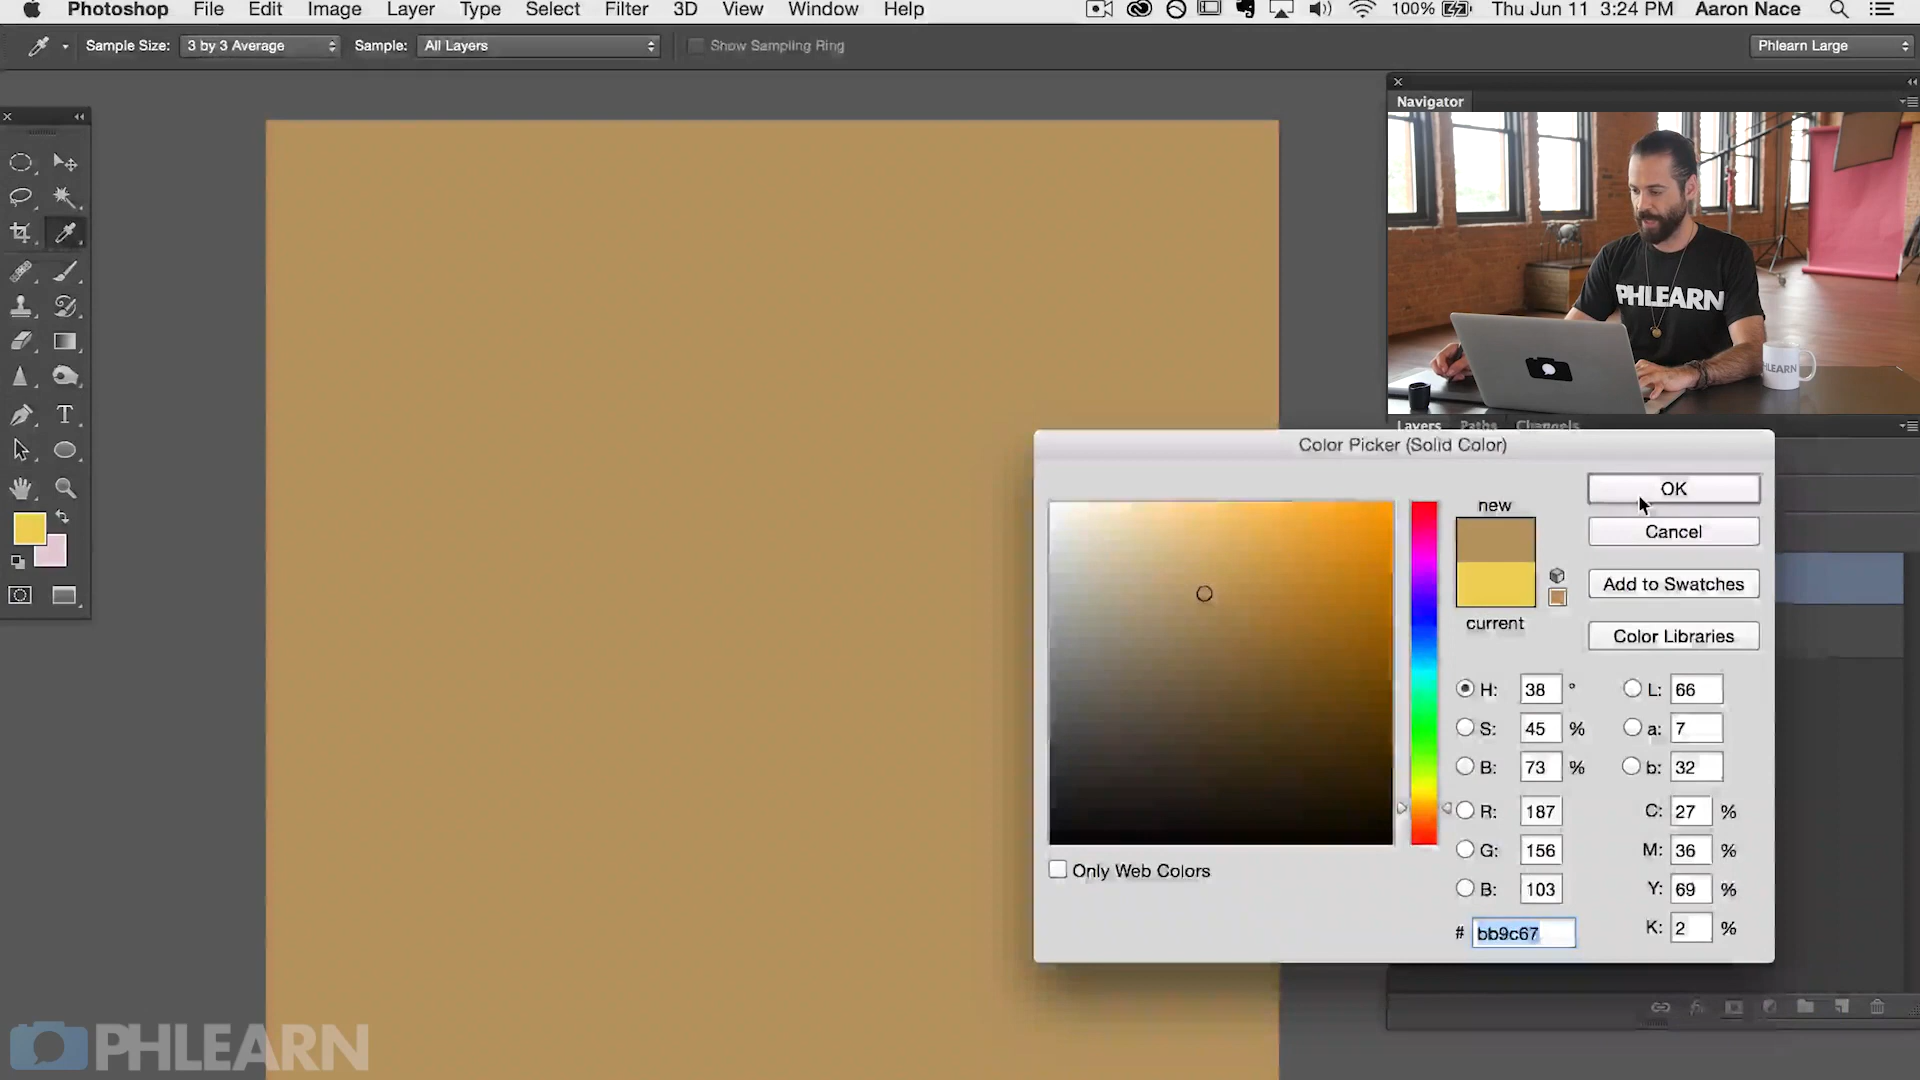 Photoshop File Edit Image Layer Type Select Filter 3D View Window Help 100% Thu Jun 11 3:24 PM Aaron Nace
Sample Size: 3 by 3 Average Sample: All Layers Show Sampling Ring Phlearn Large
Navigator
PHLEARN
PHLEARN
Layers Paths Channels
Color Picker (Solid Color)
new
current
OK
Cancel
Add to Swatches
Color Libraries
H: 38 ° L: 66
S: 45 % a: 7
B: 73 % b: 32
R: 187 C: 27 %
G: 156 M: 36 %
B: 103 Y: 69 %
# bb9c67 K: 2 %
Only Web Colors
T
fx
PHLEARN